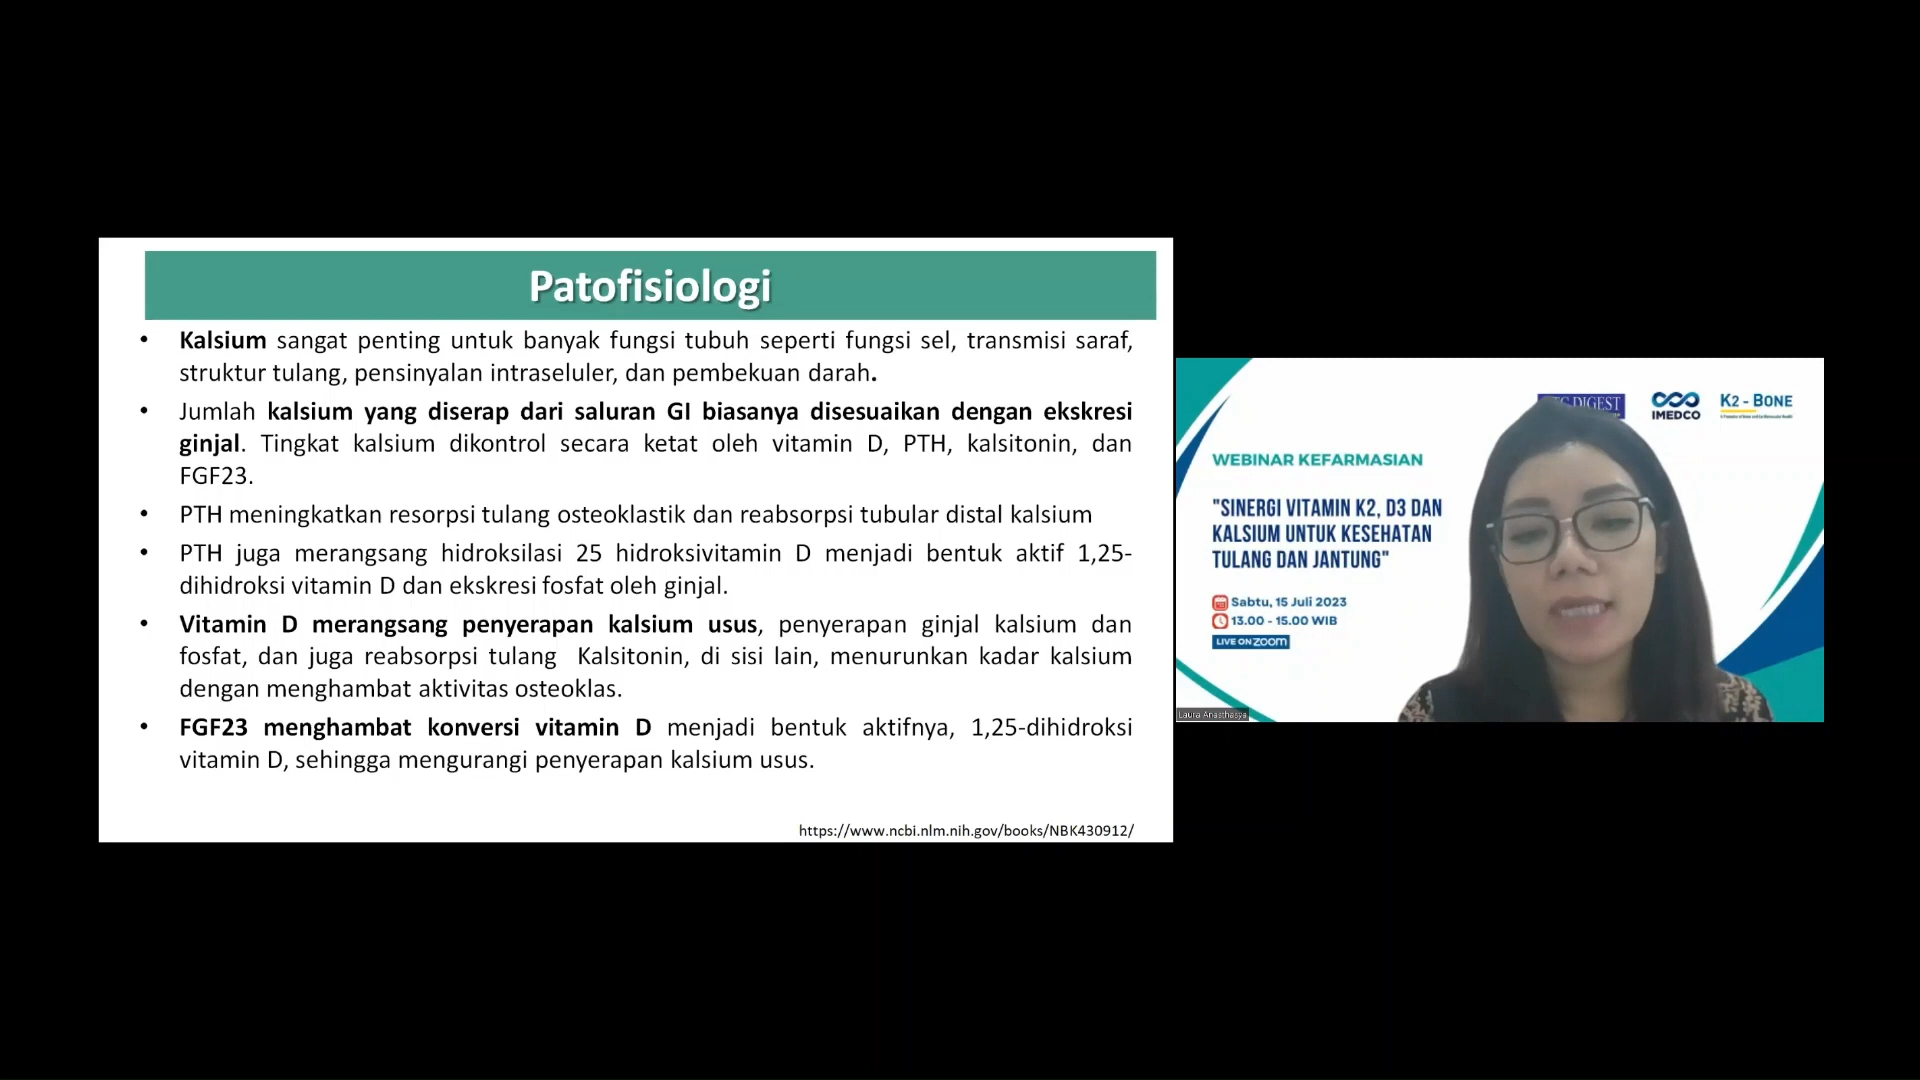 Patofisiologi
• Kalsium sangat penting untuk banyak fungsi tubuh seperti fungsi sel, transmisi saraf,
struktur tulang, pensinyalan intraseluler, dan pembekuan darah.
• Jumlah kalsium yang diserap dari saluran GI biasanya disesuaikan dengan ekskresi
ginjal. Tingkat kalsium dikontrol secara ketat oleh vitamin D, PTH, kalsitonin, dan
FGF23.
• PTH meningkatkan resorpsi tulang osteoklastik dan reabsorpsi tubular distal kalsium
• PTH juga merangsang hidroksilasi 25 hidroksivitamin D menjadi bentuk aktif 1,25-
dihidroksi vitamin D dan ekskresi fosfat oleh ginjal.
• Vitamin D merangsang penyerapan kalsium usus, penyerapan ginjal kalsium dan
fosfat, dan juga reabsorpsi tulang Kalsitonin, di sisi lain, menurunkan kadar kalsium
dengan menghambat aktivitas osteoklas.
• FGF23 menghambat konversi vitamin D menjadi bentuk aktifnya, 1,25-dihidroksi
vitamin D, sehingga mengurangi penyerapan kalsium usus.
https://www.ncbi.nlm.nih.gov/books/NBK430912/
DIGEST
IMEDCO
K2 - BONE
WEBINAR KEFARMASIAN
"SINERGI VITAMIN K2, D3 DAN
KALSIUM UNTUK KESEHATAN
TULANG DAN JANTUNG"
Sabtu, 15 Juli 2023
13.00 - 15.00 WIB
LIVE ON ZOOM
Laura Anasthasya